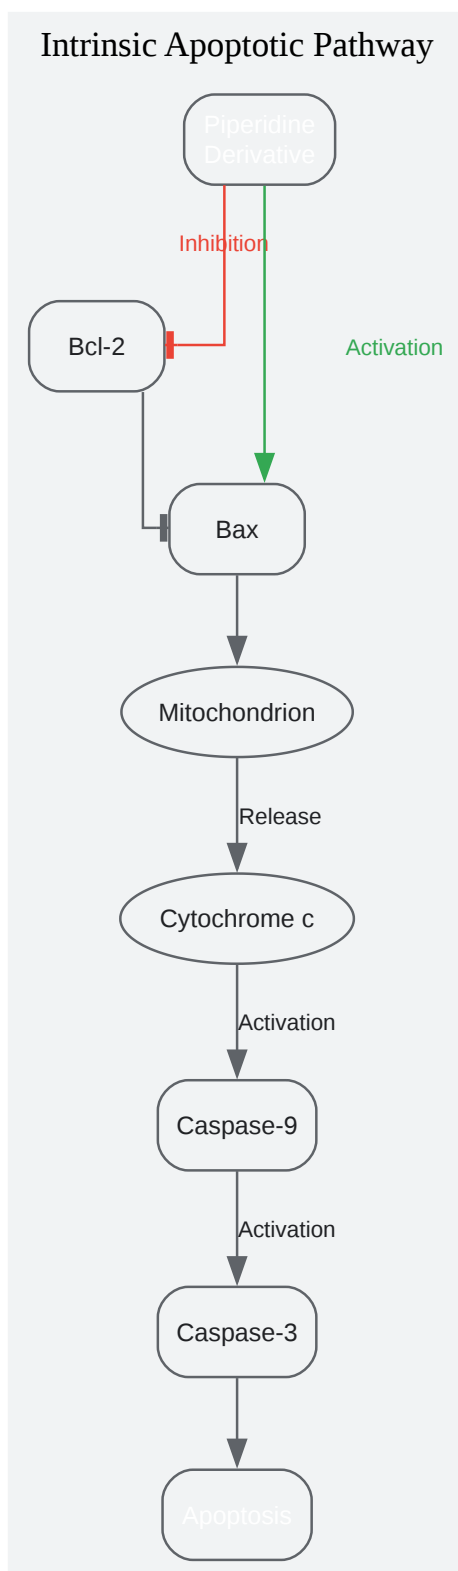 Intrinsic Apoptotic Pathway
Piperidine
Derivative
Inhibition
Bcl-2
Activation
Bax
Mitochondrion
Release
Cytochrome c
Activation
Caspase-9
Activation
Caspase-3
Apoptosis